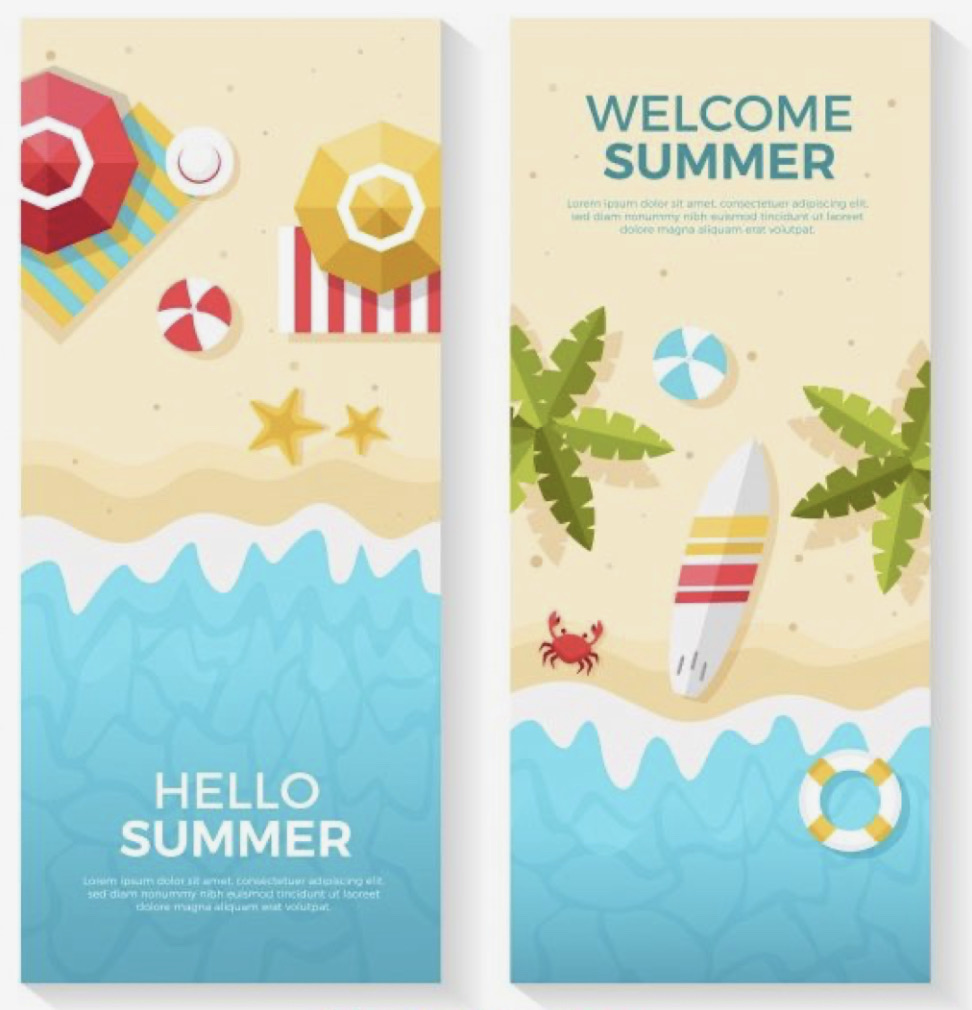 HELLO
SUMMER
Lorem ipsum dolor sit amet, consectetuer adipiscing elit,
sed diam nonummy nibh euismod tincidunt ut laoreet
dolore magna aliquam erat volutpat.
WELCOME
SUMMER
Lorem ipsum dolor sit amet, consectetuer adipiscing elit,
sed diam nonummy nibh euismod tincidunt ut laoreet
dolore magna aliquam erat volutpat.